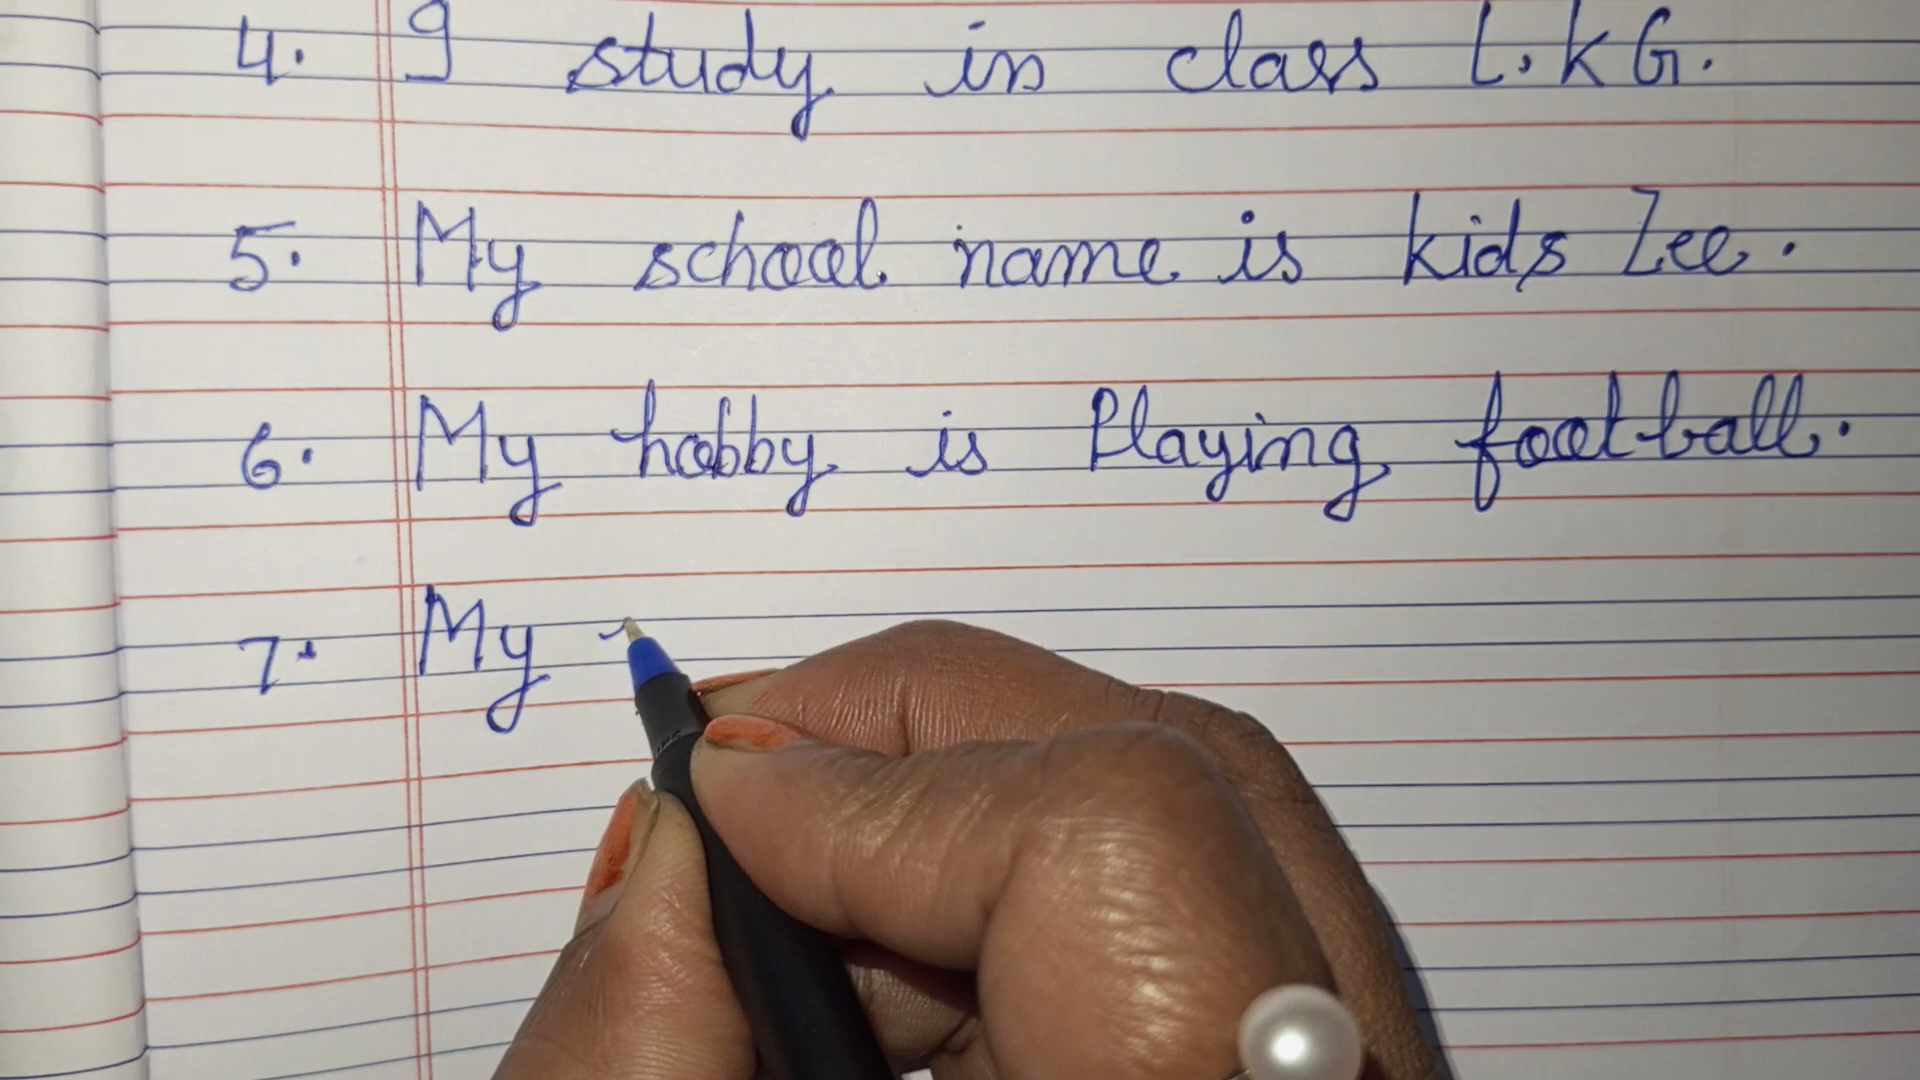 4. I study in class L.KG.
5. My school name is kids Zee.
6. My hobby is Playing football.
7. My